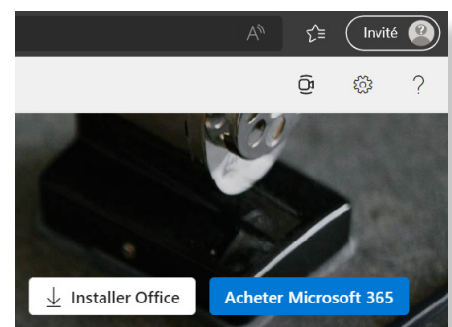 A
Invité
?
Installer Office
Acheter Microsoft 365